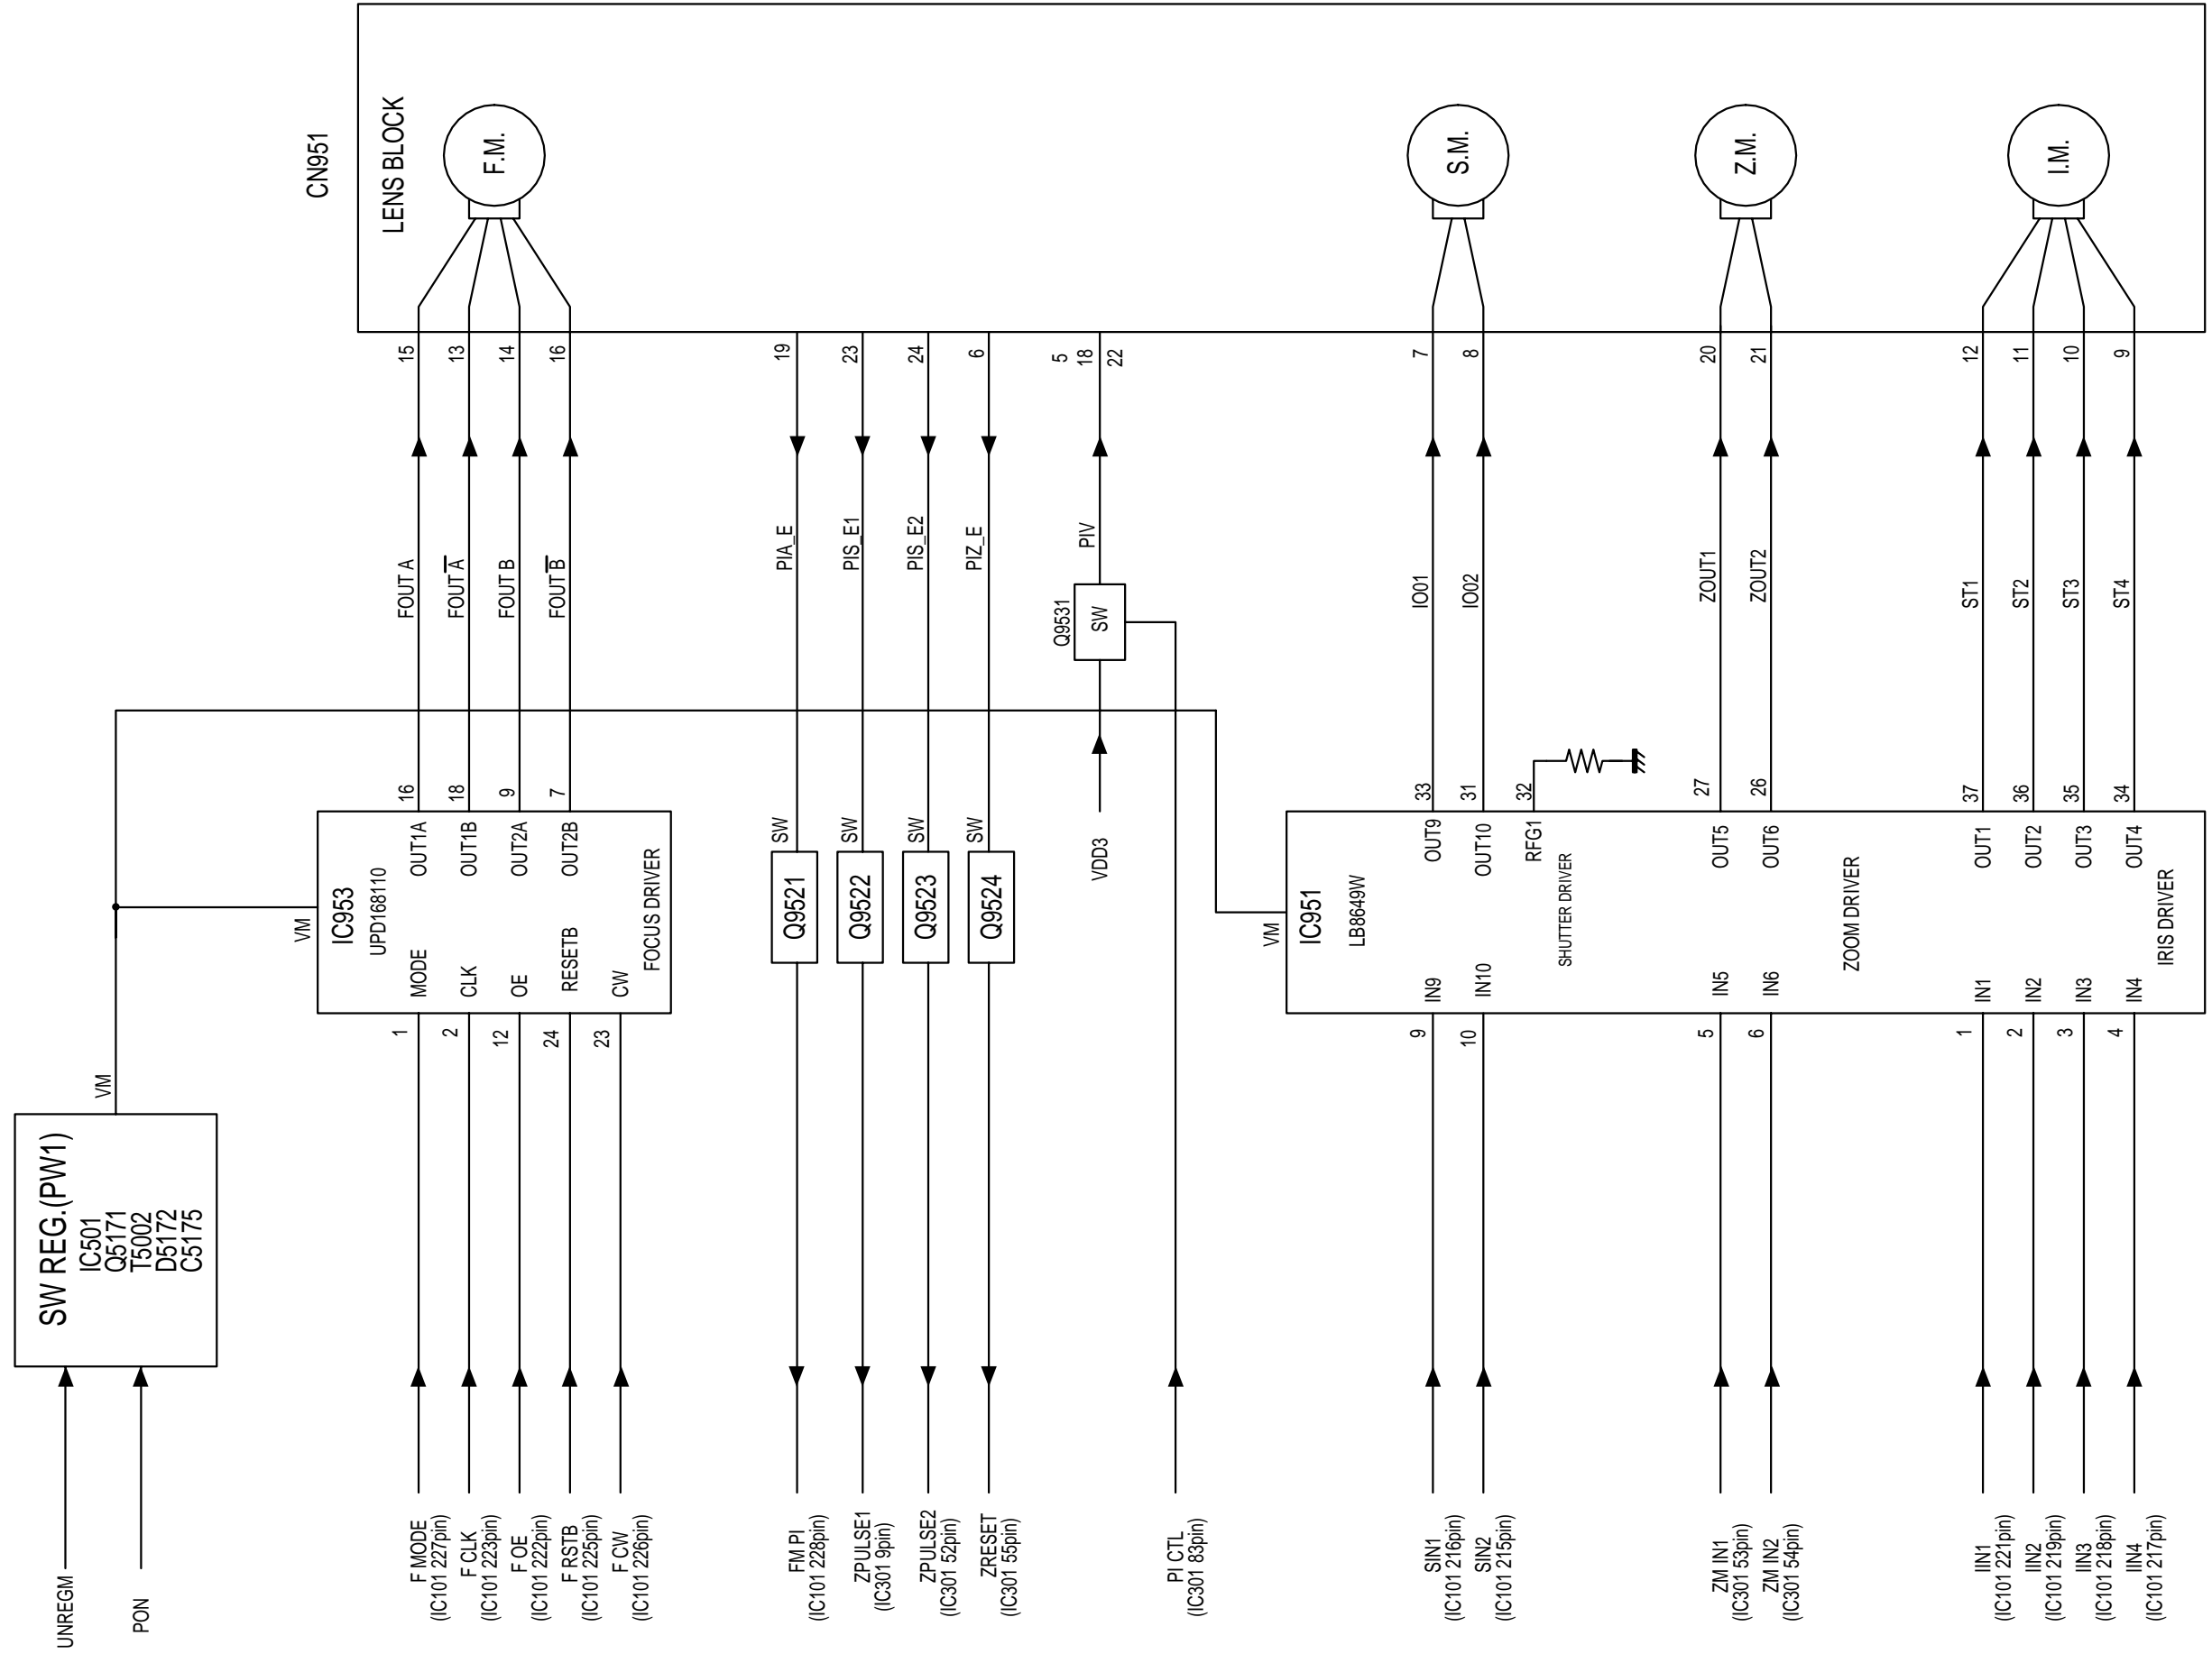 CN951
LENS BLOCK
F.M.
S.M.
Z.M.
I.M.
15
13
14
16
19
23
24
6
5
18
22
7
8
20
21
12
11
10
9
FOUT A
FOUT A̅
FOUT B
FOUT B̅
PIA_E
PIS_E1
PIS_E2
PIZ_E
PIV
Q9531
SW
IO01
IO02
ZOUT1
ZOUT2
ST1
ST2
ST3
ST4
16
18
9
7
SW
SW
SW
SW
VDD3
33
31
32
27
26
37
36
35
34
VM
IC953
UPD168110
OUT1A
OUT1B
OUT2A
OUT2B
MODE
CLK
OE
RESETB
CW
FOCUS DRIVER
Q9521
Q9522
Q9523
Q9524
VM
IC951
LB8649W
OUT9
OUT10
RFG1
SHUTTER DRIVER
OUT5
OUT6
ZOOM DRIVER
OUT1
OUT2
OUT3
OUT4
IRIS DRIVER
IN9
IN10
IN5
IN6
IN1
IN2
IN3
IN4
1
2
12
24
23
9
10
5
6
1
2
3
4
VM
SW REG.(PW1)
IC501
Q5171
T5002
D5172
C5175
UNREGM
PON
F MODE
(IC101 227pin)
F CLK
(IC101 223pin)
F OE
(IC101 222pin)
F RSTB
(IC101 225pin)
F CW
(IC101 226pin)
FM PI
(IC101 228pin)
ZPULSE1
(IC301 9pin)
ZPULSE2
(IC301 52pin)
ZRESET
(IC301 55pin)
PI CTL
(IC301 83pin)
SIN1
(IC101 216pin)
SIN2
(IC101 215pin)
ZM IN1
(IC301 53pin)
ZM IN2
(IC301 54pin)
IIN1
(IC101 221pin)
IIN2
(IC101 219pin)
IIN3
(IC101 218pin)
IIN4
(IC101 217pin)